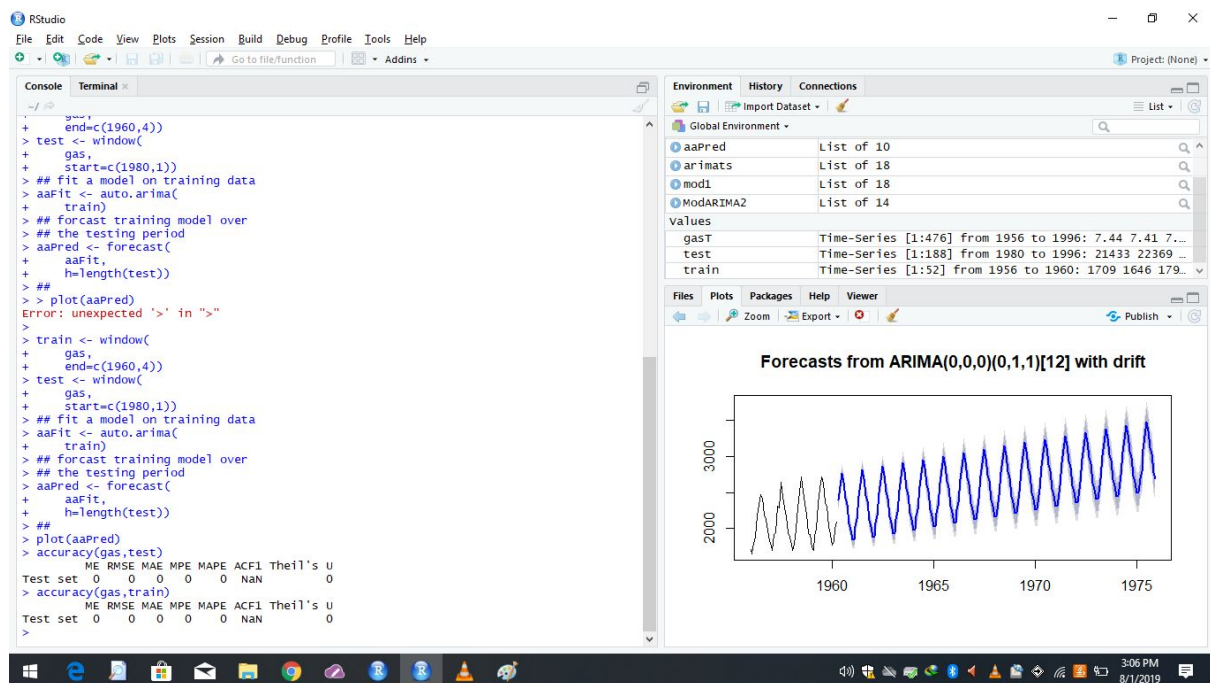 RStudio
File Edit Code View Plots Session Build Debug Profile Tools Help
Go to file/function Addins
Project: (None)
Console Terminal
~/
+ gas,
+ end=c(1960,4))
> test <- window(
+ gas,
+ start=c(1980,1))
> ## fit a model on training data
> aaFit <- auto.arima(
+ train)
> ## forcast training model over
> ## the testing period
> aaPred <- forecast(
+ aaFit,
+ h=length(test))
> ##
> > plot(aaPred)
Error: unexpected '>' in ">"
>
> train <- window(
+ gas,
+ end=c(1960,4))
> test <- window(
+ gas,
+ start=c(1980,1))
> ## fit a model on training data
> aaFit <- auto.arima(
+ train)
> ## forcast training model over
> ## the testing period
> aaPred <- forecast(
+ aaFit,
+ h=length(test))
> ##
> plot(aaPred)
> accuracy(gas,test)
ME RMSE MAE MPE MAPE ACF1 Theil's U
Test set 0 0 0 0 0 NaN 0
> accuracy(gas,train)
ME RMSE MAE MPE MAPE ACF1 Theil's U
Test set 0 0 0 0 0 NaN 0
>
Environment History Connections
Import Dataset List
Global Environment
aaPred List of 10
arimats List of 18
mod1 List of 18
ModARIMA2 List of 14
Values
gasT Time-Series [1:476] from 1956 to 1996: 7.44 7.41 7.…
test Time-Series [1:188] from 1980 to 1996: 21433 22369 …
train Time-Series [1:52] from 1956 to 1960: 1709 1646 179…
Files Plots Packages Help Viewer
Zoom Export Publish
Forecasts from ARIMA(0,0,0)(0,1,1)[12] with drift
3000
2000
1960 1965 1970 1975
3:06 PM
8/1/2019